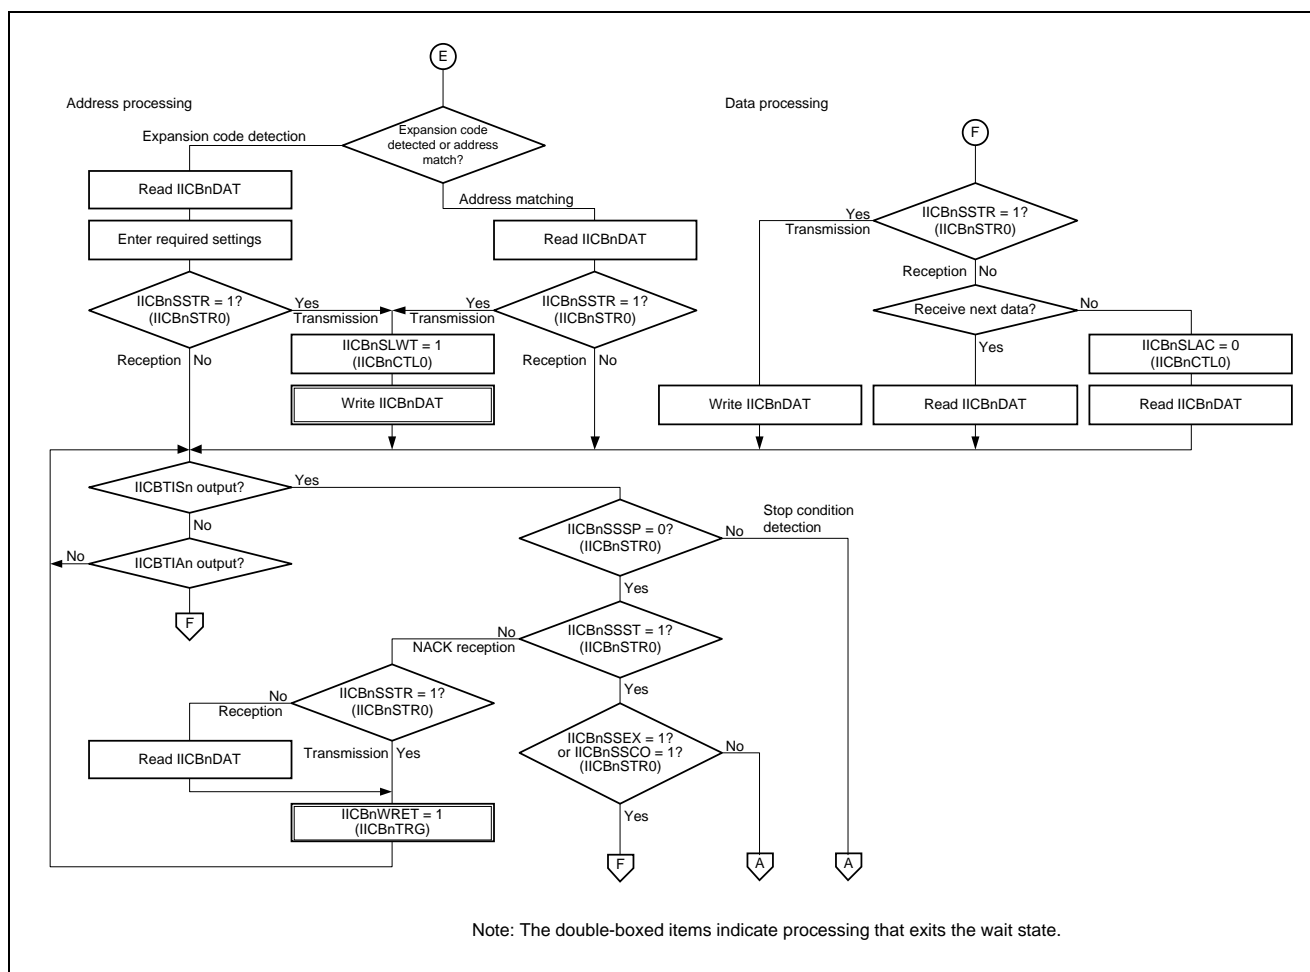 E
Address processing
Data processing
Expansion code detection
Expansion code
detected or address
match?
F
Read IICBnDAT
Address matching
Enter required settings
Read IICBnDAT
Yes
Transmission
IICBnSSTR = 1?
(IICBnSTR0)
Reception
No
IICBnSSTR = 1?
(IICBnSTR0)
Yes
Transmission
Yes
Transmission
IICBnSSTR = 1?
(IICBnSTR0)
Receive next data?
No
Reception
No
IICBnSLWT = 1
(IICBnCTL0)
Reception
No
Yes
IICBnSLAC = 0
(IICBnCTL0)
Write IICBnDAT
Write IICBnDAT
Read IICBnDAT
Read IICBnDAT
IICBTISn output?
Yes
No
IICBnSSSP = 0?
(IICBnSTR0)
No
Stop condition
detection
No
IICBTIAn output?
Yes
F
No
NACK reception
IICBnSSST = 1?
(IICBnSTR0)
Yes
No
Reception
IICBnSSTR = 1?
(IICBnSTR0)
Read IICBnDAT
Transmission
Yes
IICBnSSEX = 1?
or IICBnSSCO = 1?
(IICBnSTR0)
No
IICBnWRET = 1
(IICBnTRG)
Yes
F
A
A
Note: The double-boxed items indicate processing that exits the wait state.